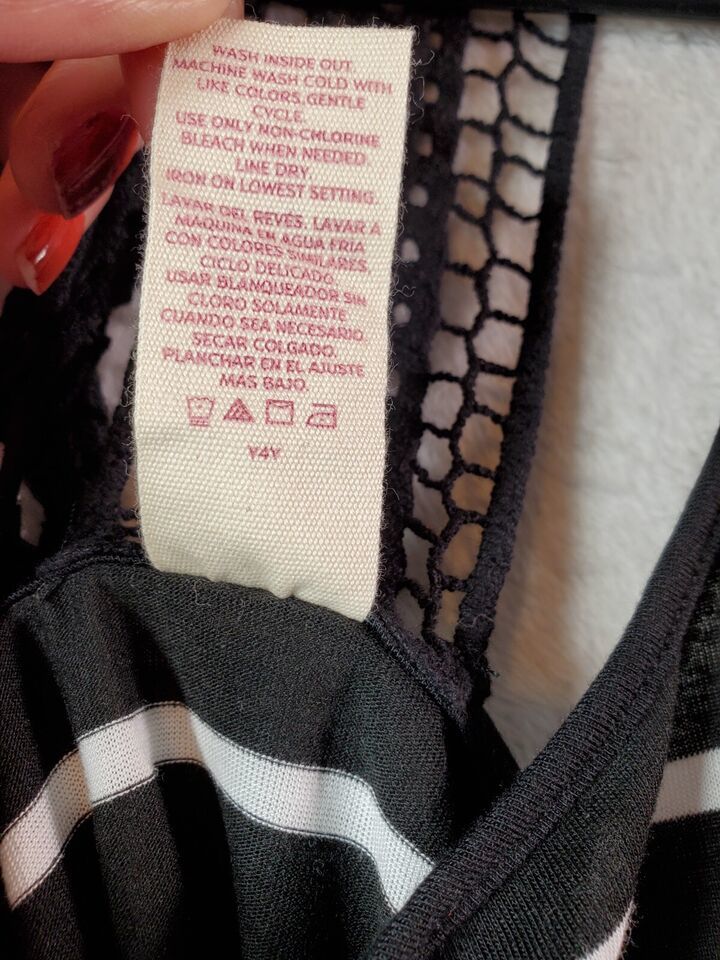 WASH INSIDE OUT.
MACHINE WASH COLD WITH
LIKE COLORS, GENTLE
CYCLE.
USE ONLY NON-CHLORINE
BLEACH WHEN NEEDED.
LINE DRY.
IRON ON LOWEST SETTING.
LAVAR DEL REVÉS. LAVAR A
MÁQUINA EN AGUA FRIA
CON COLORES SIMILARES,
CICLO DELICADO.
USAR BLANQUEADOR SIN
CLORO SOLAMENTE
CUANDO SEA NECESARIO.
SECAR COLGADO.
PLANCHAR EN EL AJUSTE
MAS BAJO.
Y4Y